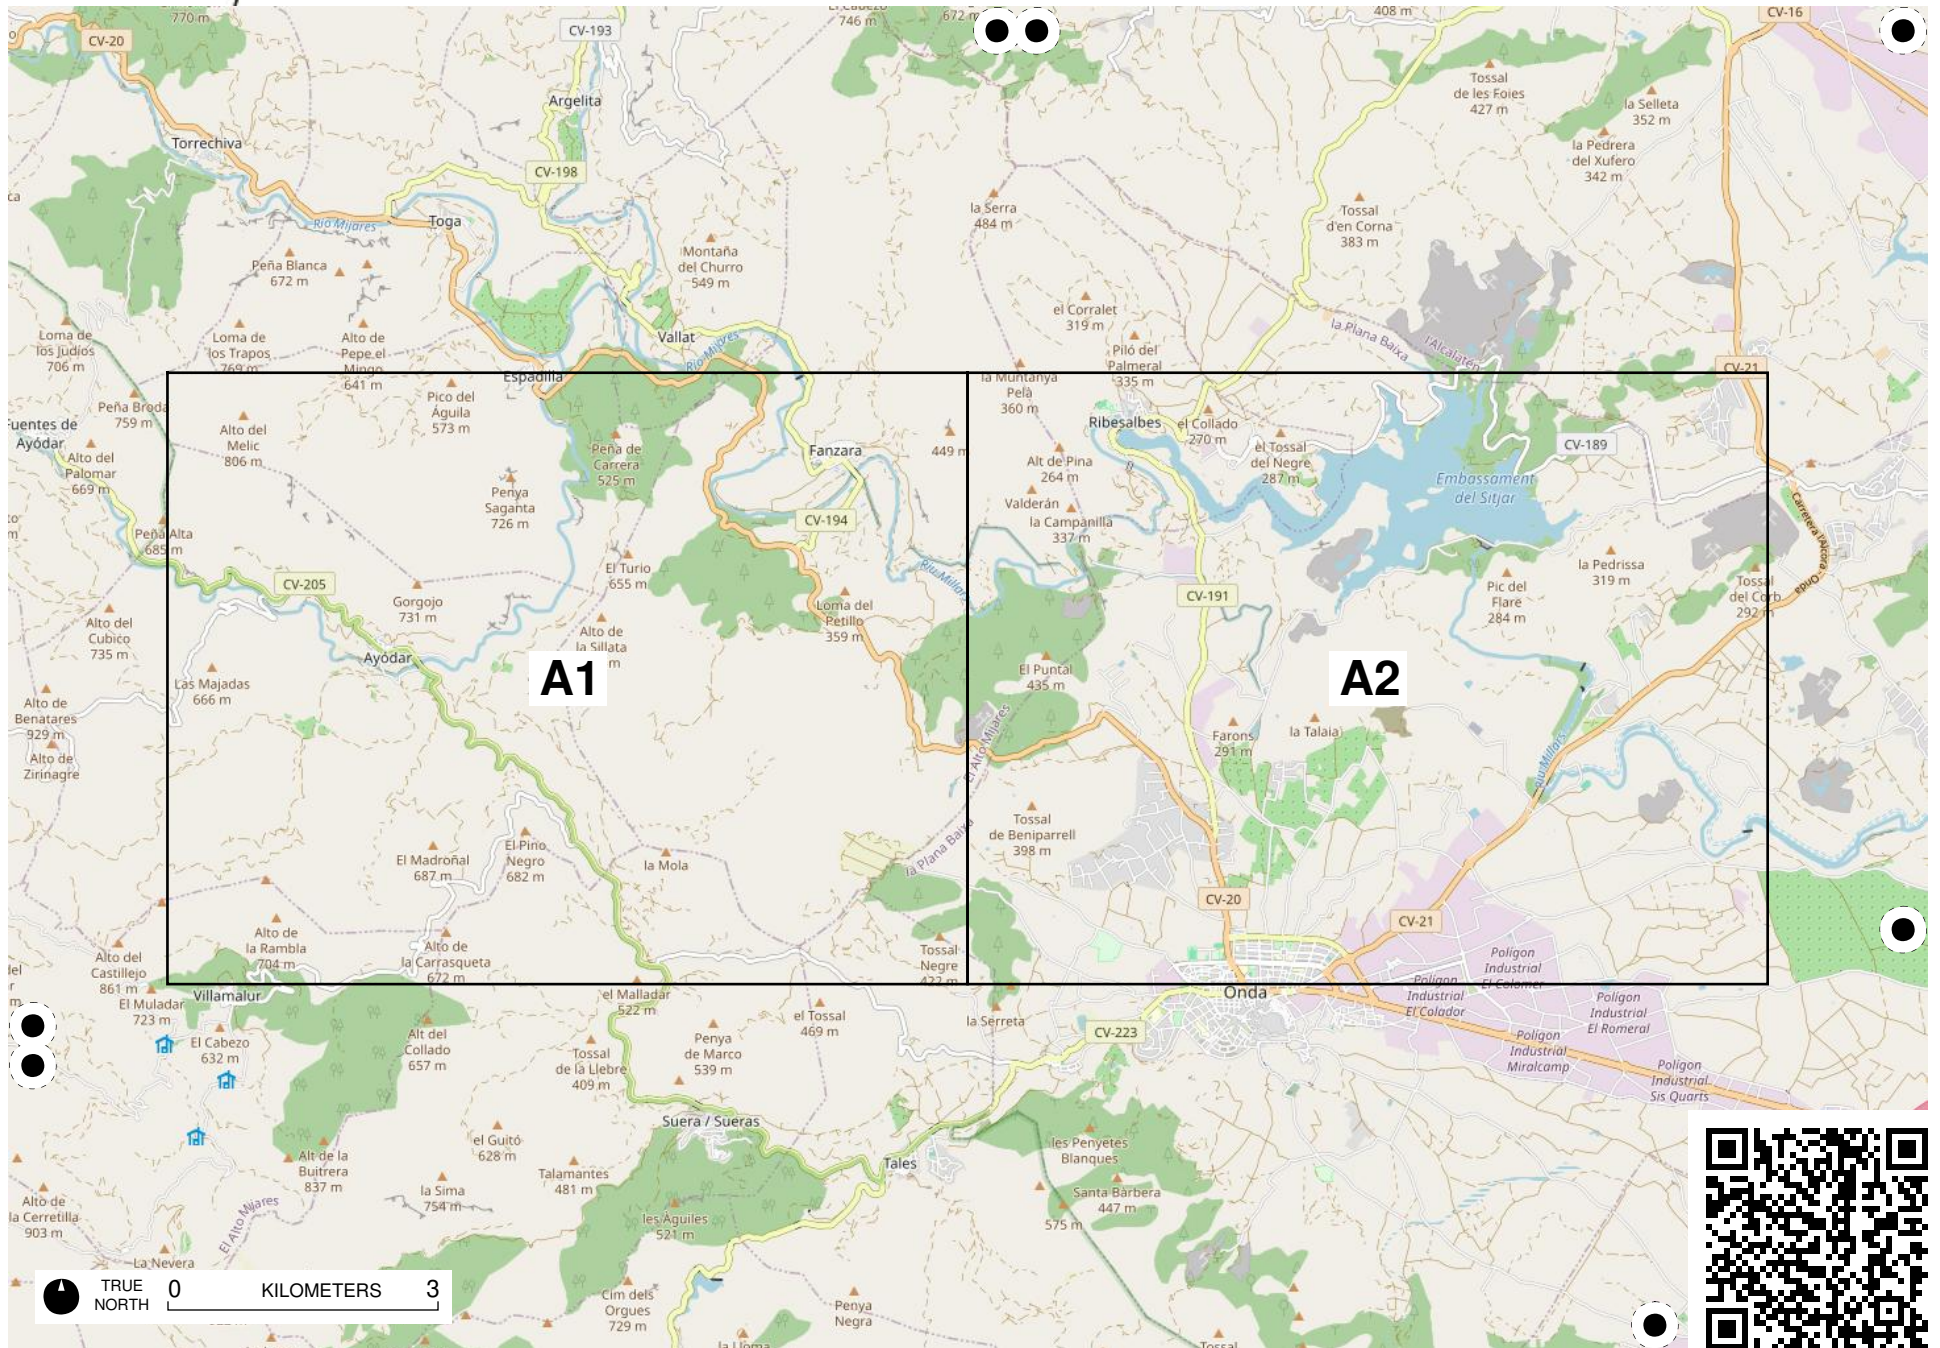 770 m
El Cabezo
746 m
672 m
408 m
CV-16
CV-20
CV-193
Tossal
de les Foies
427 m
la Selleta
352 m
Argelita
Torrechiva
la Pedrera
del Xufero
342 m
CV-198
la Serra
484 m
Tossal
d'en Corna
383 m
Toga
Río Mijares
Peña Blanca
672 m
Montaña
del Churro
549 m
el Corralet
319 m
la Plana Baixa
l'Alcalatén
Loma de
los Judíos
706 m
Loma de
los Trapos
769 m
Alto de
Pepe el
Mingo
641 m
Vallat
Río Mijares
Piló del
Palmeral
335 m
CV-21
Espadilla
la Muntanya
Pelà
360 m
Peña Broda
759 m
Pico del
Águila
573 m
Fuentes de
Ayódar
Alto del
Melic
806 m
Ribesalbes
el Collado
270 m
CV-189
Alto del
Palomar
669 m
Peña de
Carrera
525 m
Fanzara
449 m
Alt de Pina
264 m
el Tossal
del Negre
287 m
Embassament
del Sitjar
Penya
Saganta
726 m
CV-194
Valderán
la Campanilla
337 m
Carretera l'Alcora - Onda
Peña Alta
685 m
El Turio
655 m
Riu Millars
la Pedrissa
319 m
CV-205
Gorgojo
731 m
Loma del
Petillo
359 m
CV-191
Pic del
Flare
284 m
Tossal
del Corb
292 m
Alto del
Cubico
735 m
Alto de
la Sillata
m
Ayódar
Las Majadas
666 m
A1
El Puntal
435 m
A2
Alto de
Benatares
929 m
Alto de
Zirinagre
El Alto Mijares
Farons
291 m
la Talaia
Riu Millars
Tossal
de Beniparrell
398 m
El Madroñal
687 m
El Pino
Negro
682 m
la Mola
la Plana Baixa
CV-20
CV-21
Alto de
la Rambla
704 m
Alto de
la Carrasqueta
672 m
Tossal
Negre
422 m
Alto del
Castillejo
861 m
Polígon
Industrial
El Colomer
Villamalur
el Malladar
522 m
Onda
Polígon
Industrial
El Colador
Polígon
Industrial
El Romeral
El Muladar
723 m
El Cabezo
632 m
Alt del
Collado
657 m
Penya
de Marco
539 m
el Tossal
469 m
la Serreta
CV-223
Tossal
de la Llebre
409 m
Polígon
Industrial
Miralcamp
Polígon
Industrial
Sis Quarts
Suera / Sueras
el Guitó
628 m
les Penyetes
Blanques
Alt de la
Buitrera
837 m
Talamantes
481 m
Tales
la Sima
754 m
Santa Bàrbera
447 m
Alto de
la Cerretilla
903 m
El Alto Mijares
les Àguiles
521 m
575 m
La Nevera
TRUE
NORTH
0 KILOMETERS 3
Cim dels
Orgues
729 m
Penya
Negra
la Lloma
Tossal